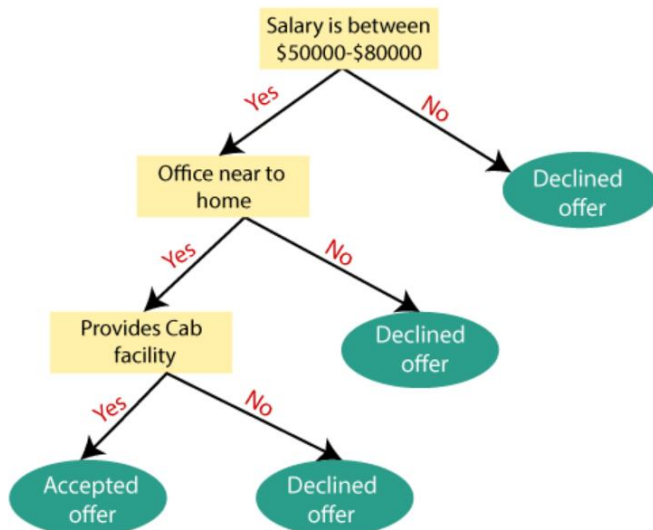 Salary is between
$50000-$80000
Yes
No
Office near to
home
Declined
offer
Yes
No
Provides Cab
facility
Declined
offer
Yes
No
Accepted
offer
Declined
offer